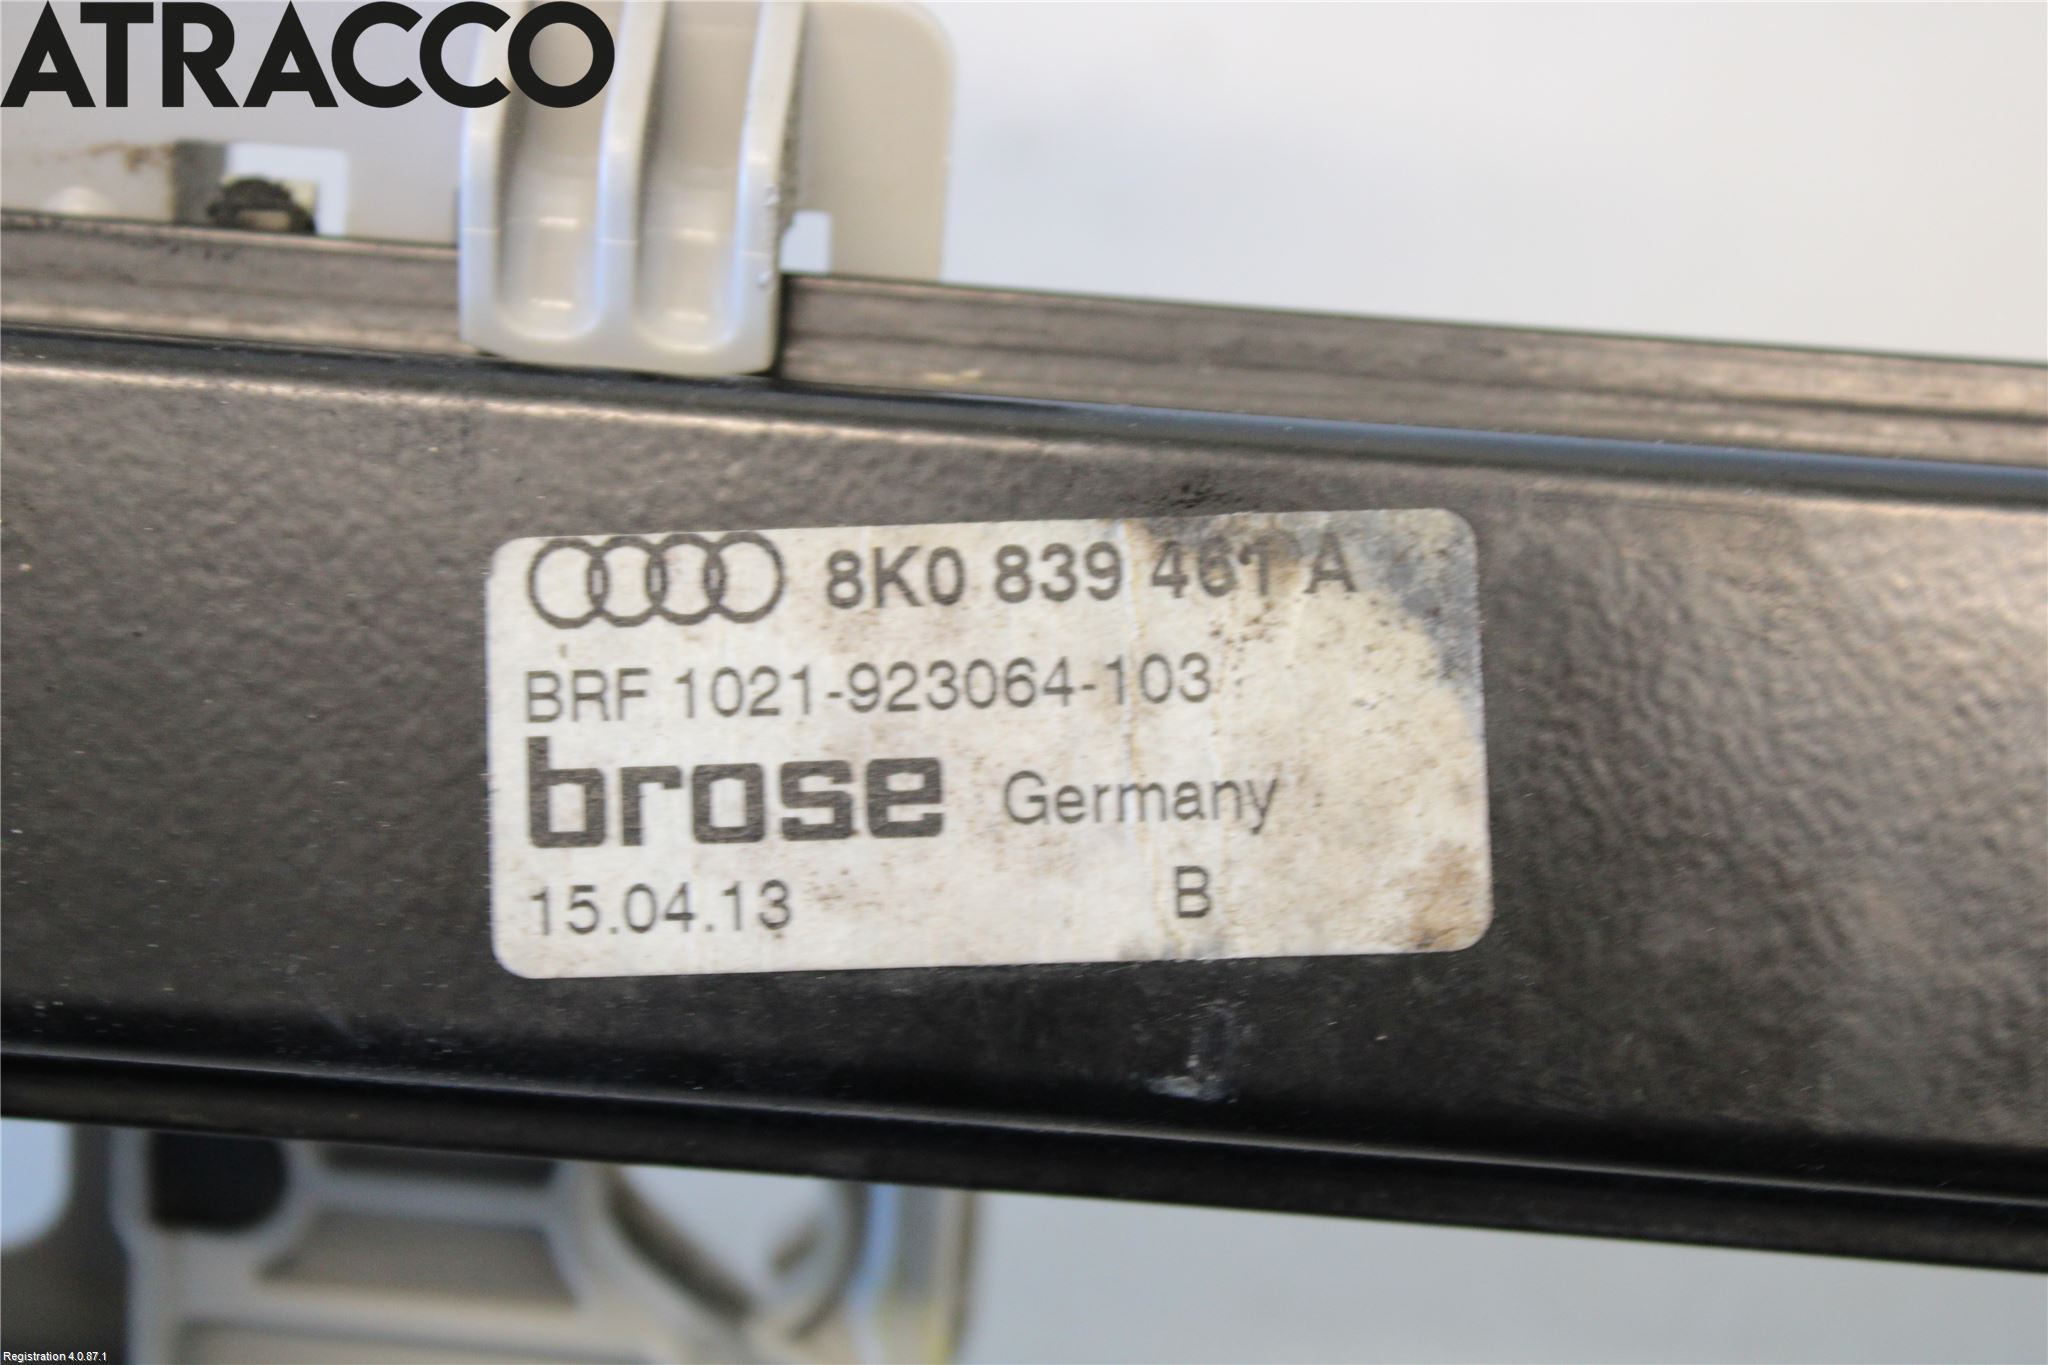 ATRACCO
8K0 839 461 A
BRF 1021-923064-103
brose Germany
15.04.13 B
Registration 4.0.87.1